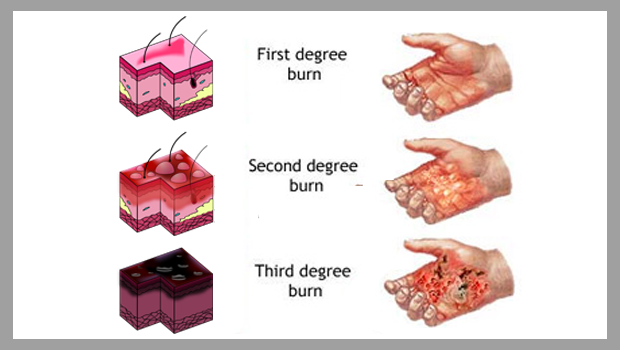 First degree
burn
Second degree
burn
Third degree
burn